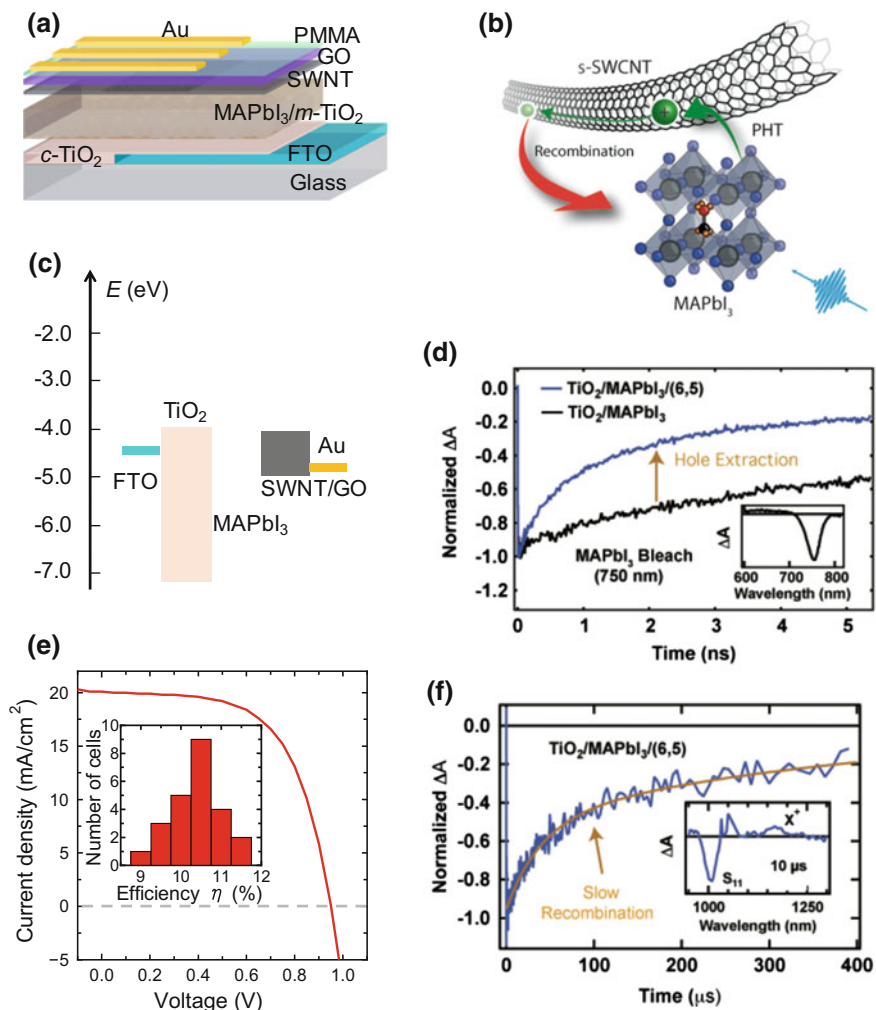 (a)
Au
PMMA
GO
SWNT
MAPbI3/m-TiO2
c-TiO2
FTO
Glass
(b)
s-SWCNT
PHT
Recombination
MAPbI3
(c)
E (eV)
-2.0
-3.0
-4.0
-5.0
-6.0
-7.0
TiO2
FTO
MAPbI3
Au
SWNT/GO
(d)
Normalized ΔA
0.0
-0.2
-0.4
-0.6
-0.8
-1.0
-1.2
TiO2/MAPbI3/(6,5)
TiO2/MAPbI3
Hole Extraction
MAPbI3 Bleach
(750 nm)
ΔA
600 700 800
Wavelength (nm)
0 1 2 3 4 5
Time (ns)
(e)
Current density (mA/cm2)
20
15
10
5
0
-5
Number of cells
10
8
6
4
2
0
9 10 11 12
Efficiency η (%)
0.0 0.2 0.4 0.6 0.8 1.0
Voltage (V)
(f)
Normalized ΔA
0.0
-0.2
-0.4
-0.6
-0.8
-1.0
TiO2/MAPbI3/(6,5)
Slow
Recombination
ΔA
X+
S11
10 µs
1000 1250
Wavelength (nm)
0 100 200 300 400
Time (µs)